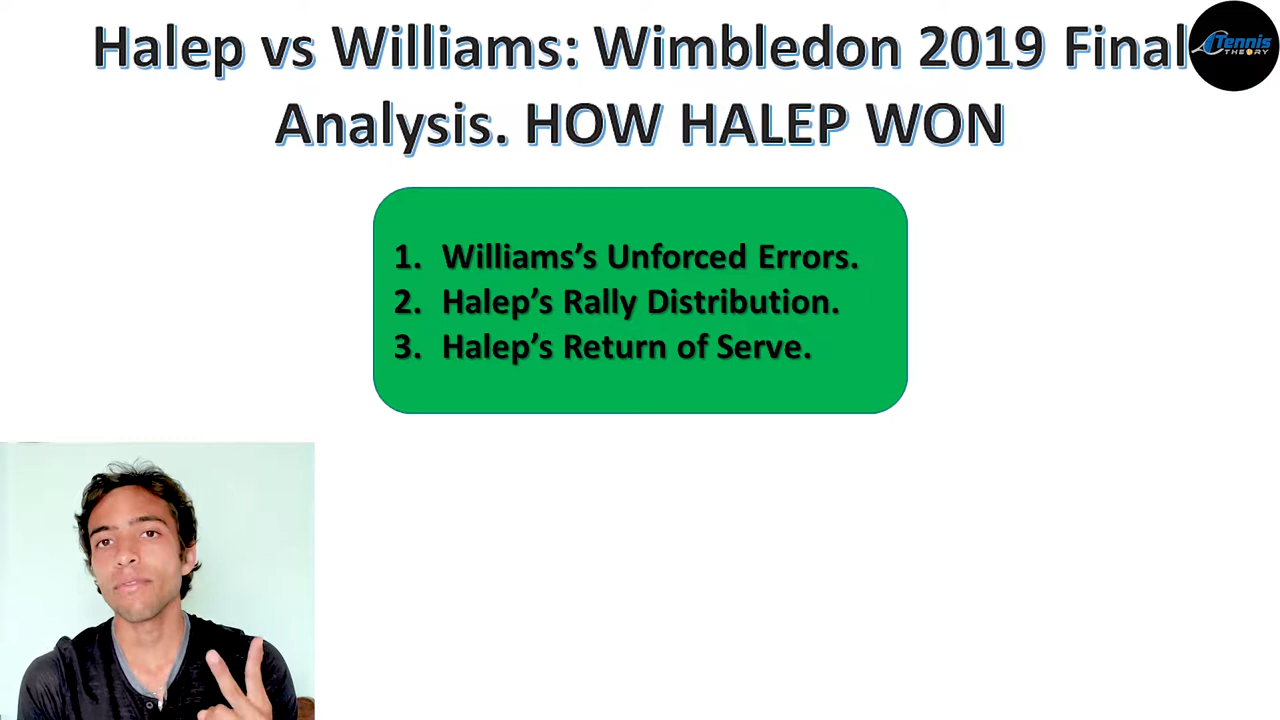 Halep vs Williams: Wimbledon 2019 Final
Analysis. HOW HALEP WON
Tennis
THEORY
1. Williams’s Unforced Errors.
2. Halep’s Rally Distribution.
3. Halep’s Return of Serve.